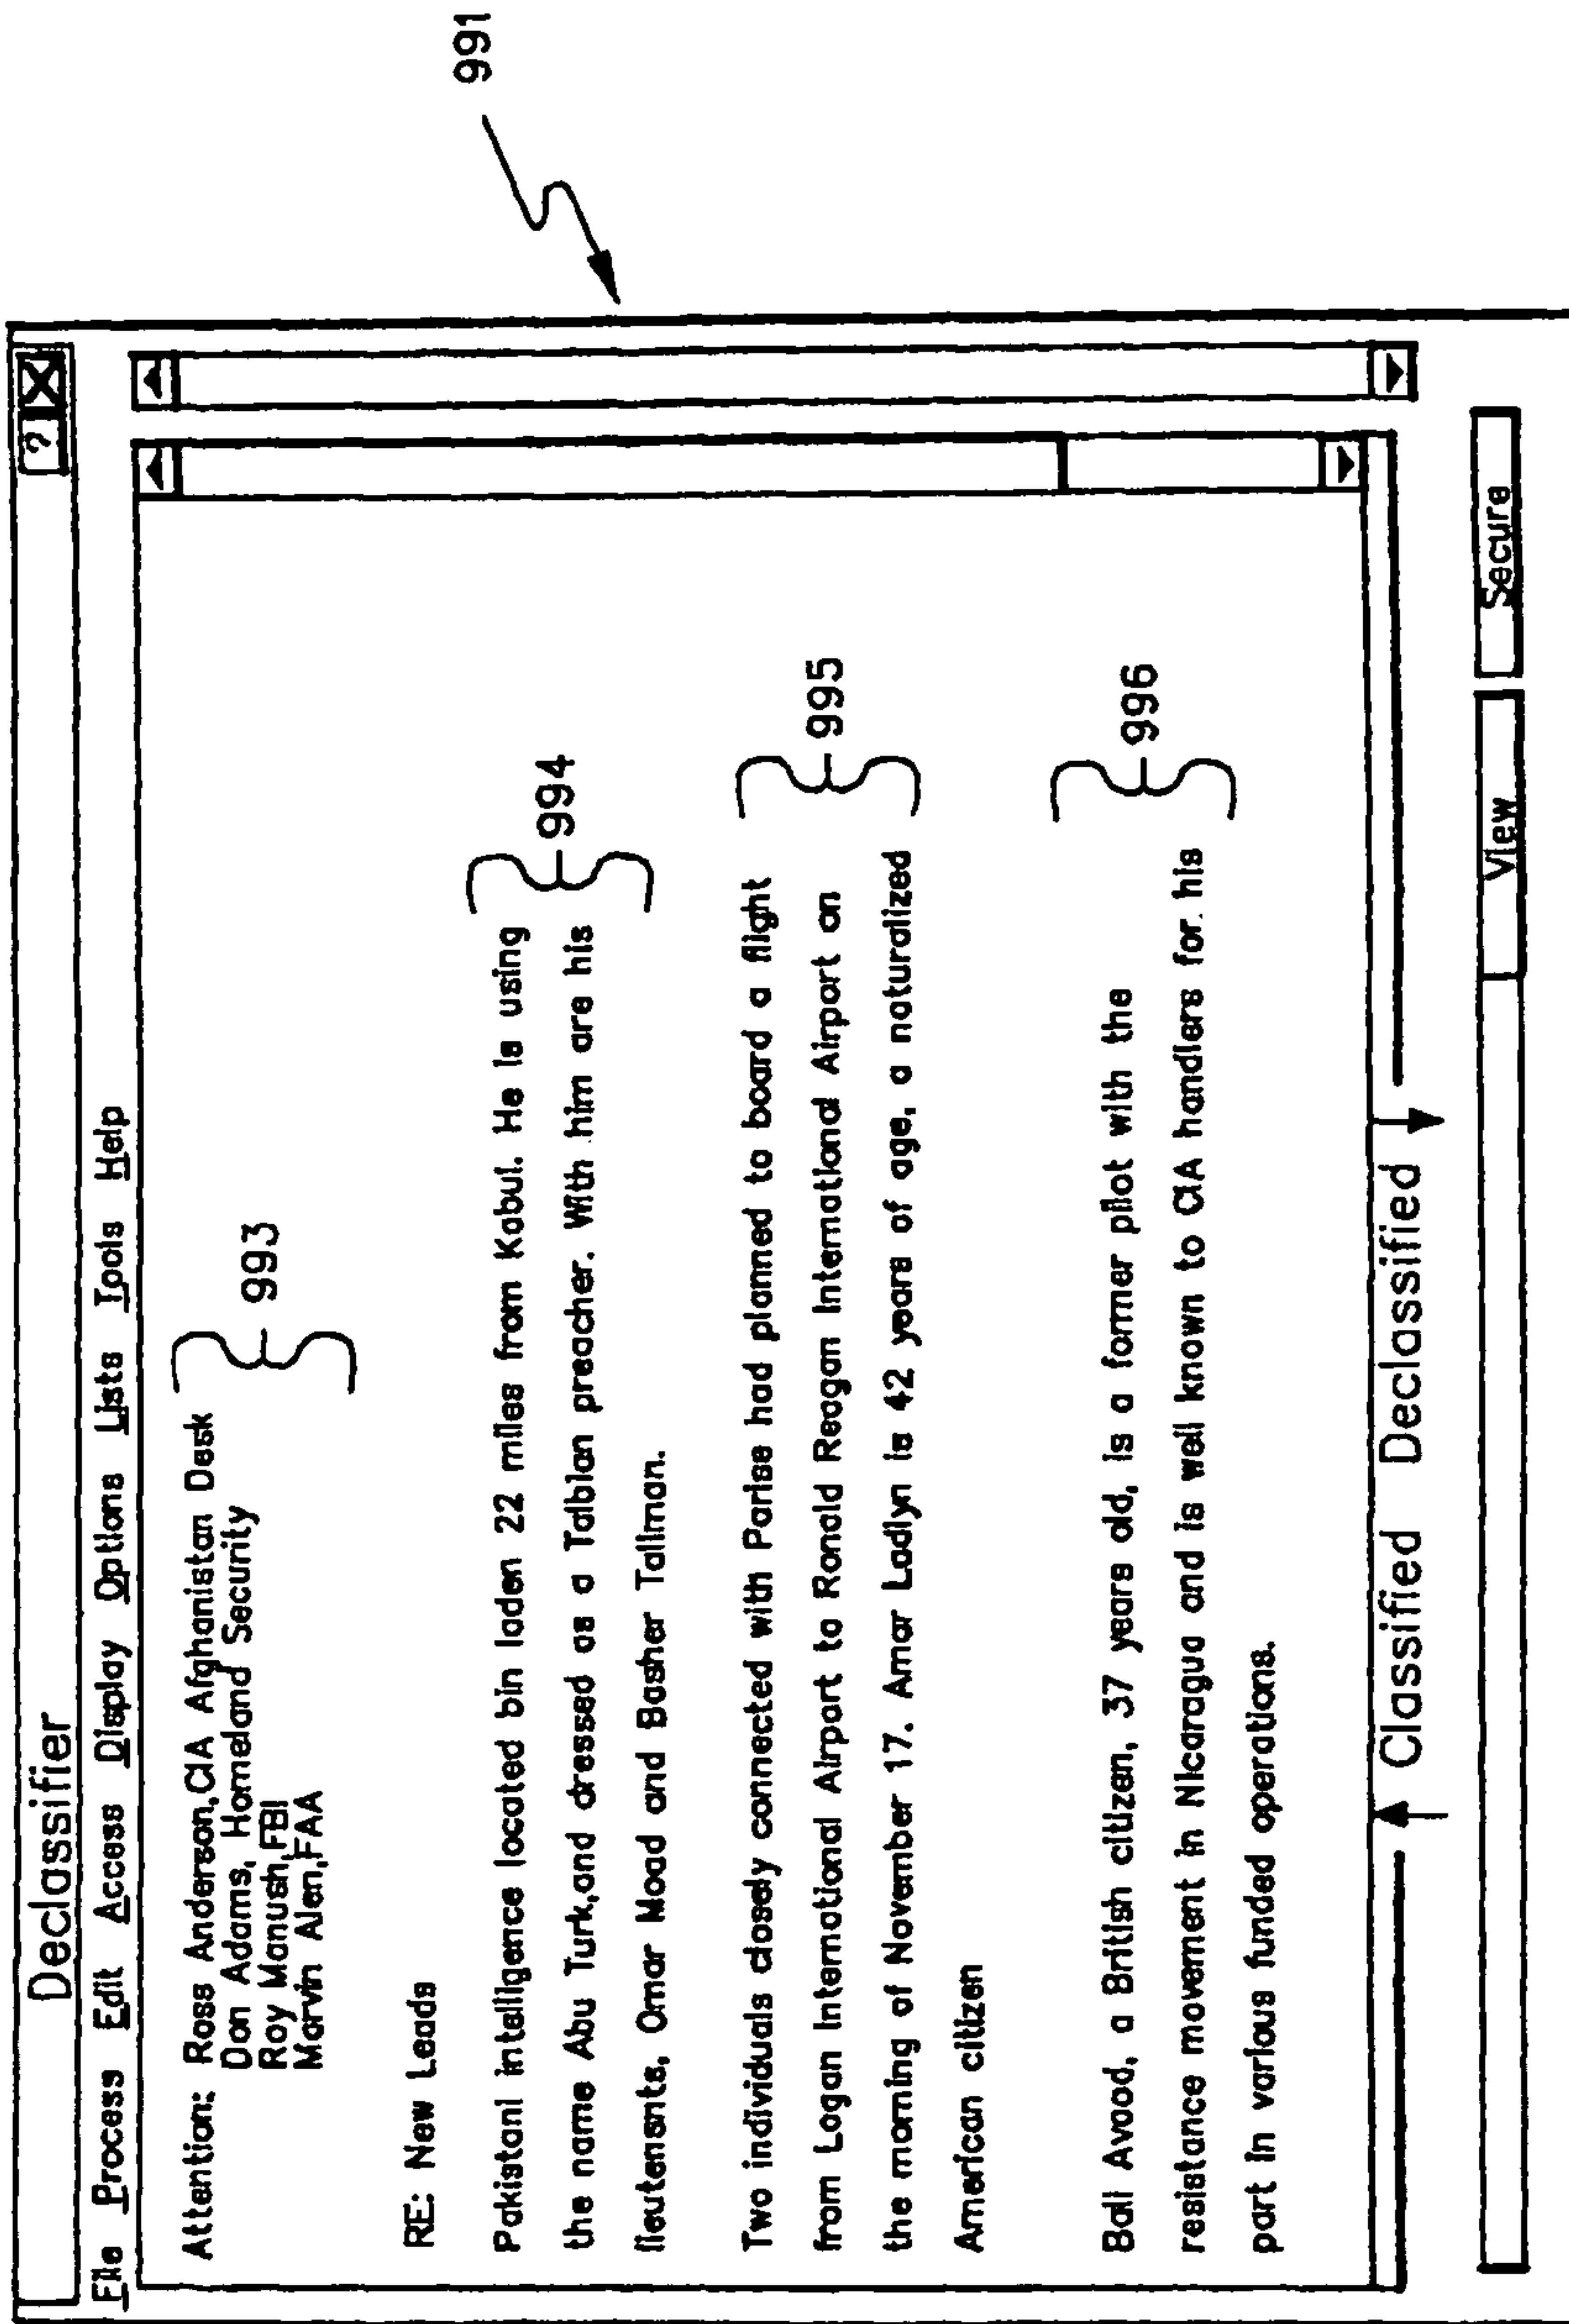 Declassifier
? X
File Process Edit Access Display Options Lists Tools Help
991
Attention: Ross Anderson, CIA Afghanistan Desk
Don Adams, Homeland Security
Roy Manush, FBI
Marvin Alen, FAA
993
RE: New Leads
Pakistani intelligence located bin laden 22 miles from Kabul. He is using
the name Abu Turk, and dressed as a Talbian preacher. With him are his
lieutenants, Omar Moad and Basher Tallman.
994
Two individuals closely connected with Parise had planned to board a flight
from Logan International Airport to Ronald Reagan International Airport on
the morning of November 17. Amar Ladlyn is 42 years of age, a naturalized
American citizen
995
Ball Avood, a British citizen, 37 years old, is a former pilot with the
resistance movement in Nicaragua and is well known to CIA handlers for his
part in various funded operations.
996
Classified Declassified
View Secure